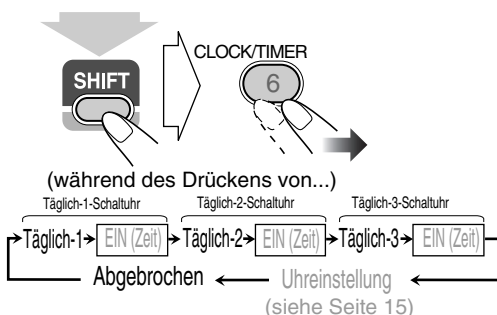 CLOCK/TIMER
SHIFT
6
(während des Drückens von...)
Täglich-1-Schaltuhr Täglich-2-Schaltuhr Täglich-3-Schaltuhr
Täglich-1 EIN (Zeit) Täglich-2 EIN (Zeit) Täglich-3 EIN (Zeit)
Abgebrochen Uhreinstellung
(siehe Seite 15)